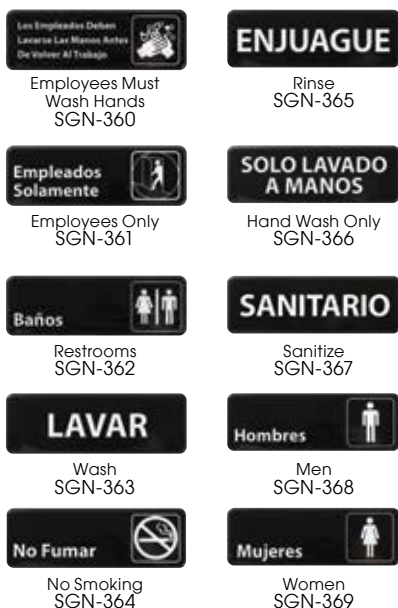 Los Empleados Deben
Lavarse Las Manos Antes
De Volver Al Trabajo
Employees Must
Wash Hands
SGN-360
ENJUAGUE
Rinse
SGN-365
Empleados
Solamente
Employees Only
SGN-361
SOLO LAVADO
A MANOS
Hand Wash Only
SGN-366
Baños
Restrooms
SGN-362
SANITARIO
Sanitize
SGN-367
LAVAR
Wash
SGN-363
Hombres
Men
SGN-368
No Fumar
No Smoking
SGN-364
Mujeres
Women
SGN-369